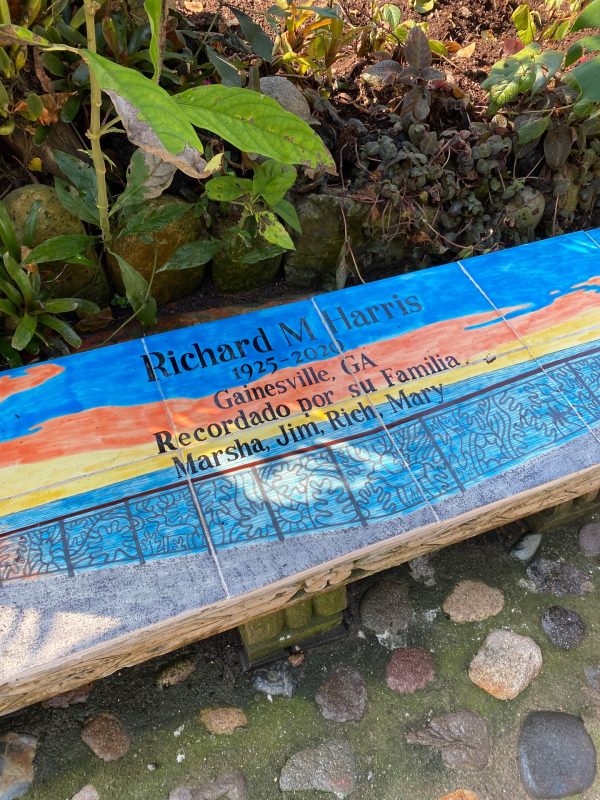 Richard M Harris
1925-2020
Gainesville, GA
Recordado por su Familia
Marsha, Jim, Rich, Mary